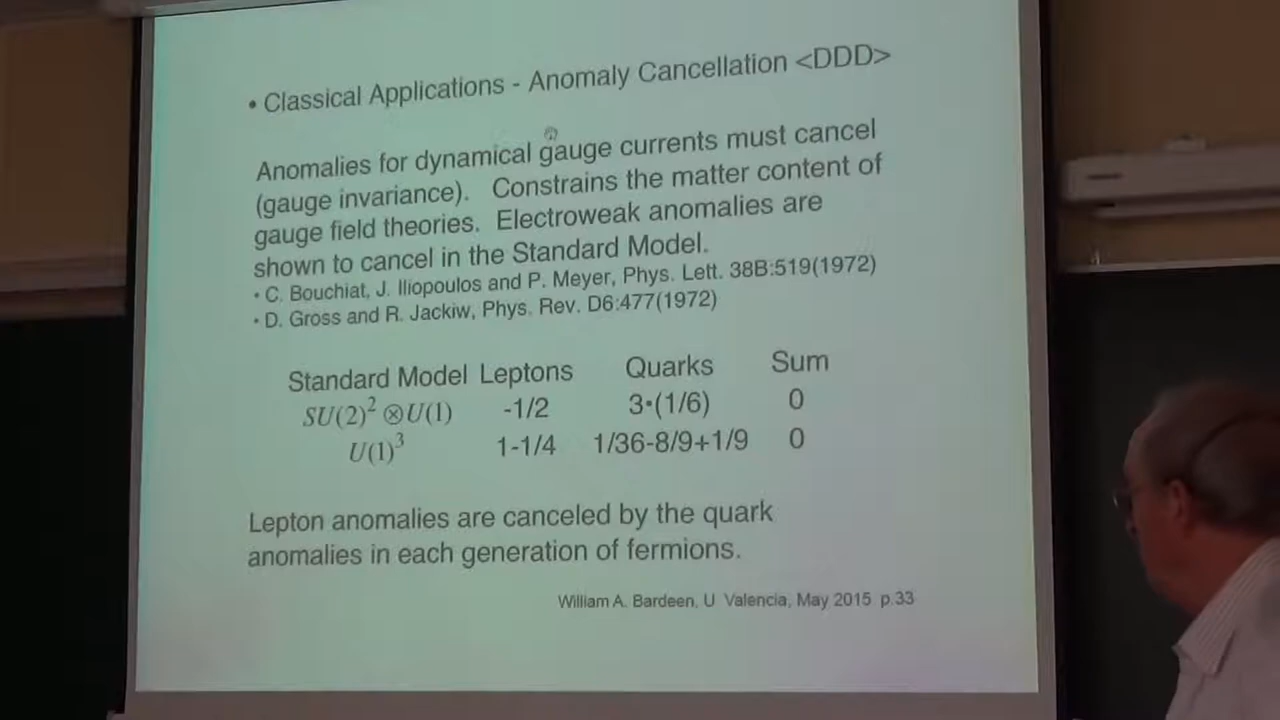 • Classical Applications - Anomaly Cancellation <DDD>
Anomalies for dynamical gauge currents must cancel
(gauge invariance). Constrains the matter content of
gauge field theories. Electroweak anomalies are
shown to cancel in the Standard Model.
• C. Bouchiat, J. Iliopoulos and P. Meyer, Phys. Lett. 38B:519(1972)
• D. Gross and R. Jackiw, Phys. Rev. D6:477(1972)
Standard Model Leptons Quarks Sum
SU(2)² ⊗U(1) -1/2 3•(1/6) 0
U(1)³ 1-1/4 1/36-8/9+1/9 0
Lepton anomalies are canceled by the quark
anomalies in each generation of fermions.
William A. Bardeen, U Valencia, May 2015 p.33